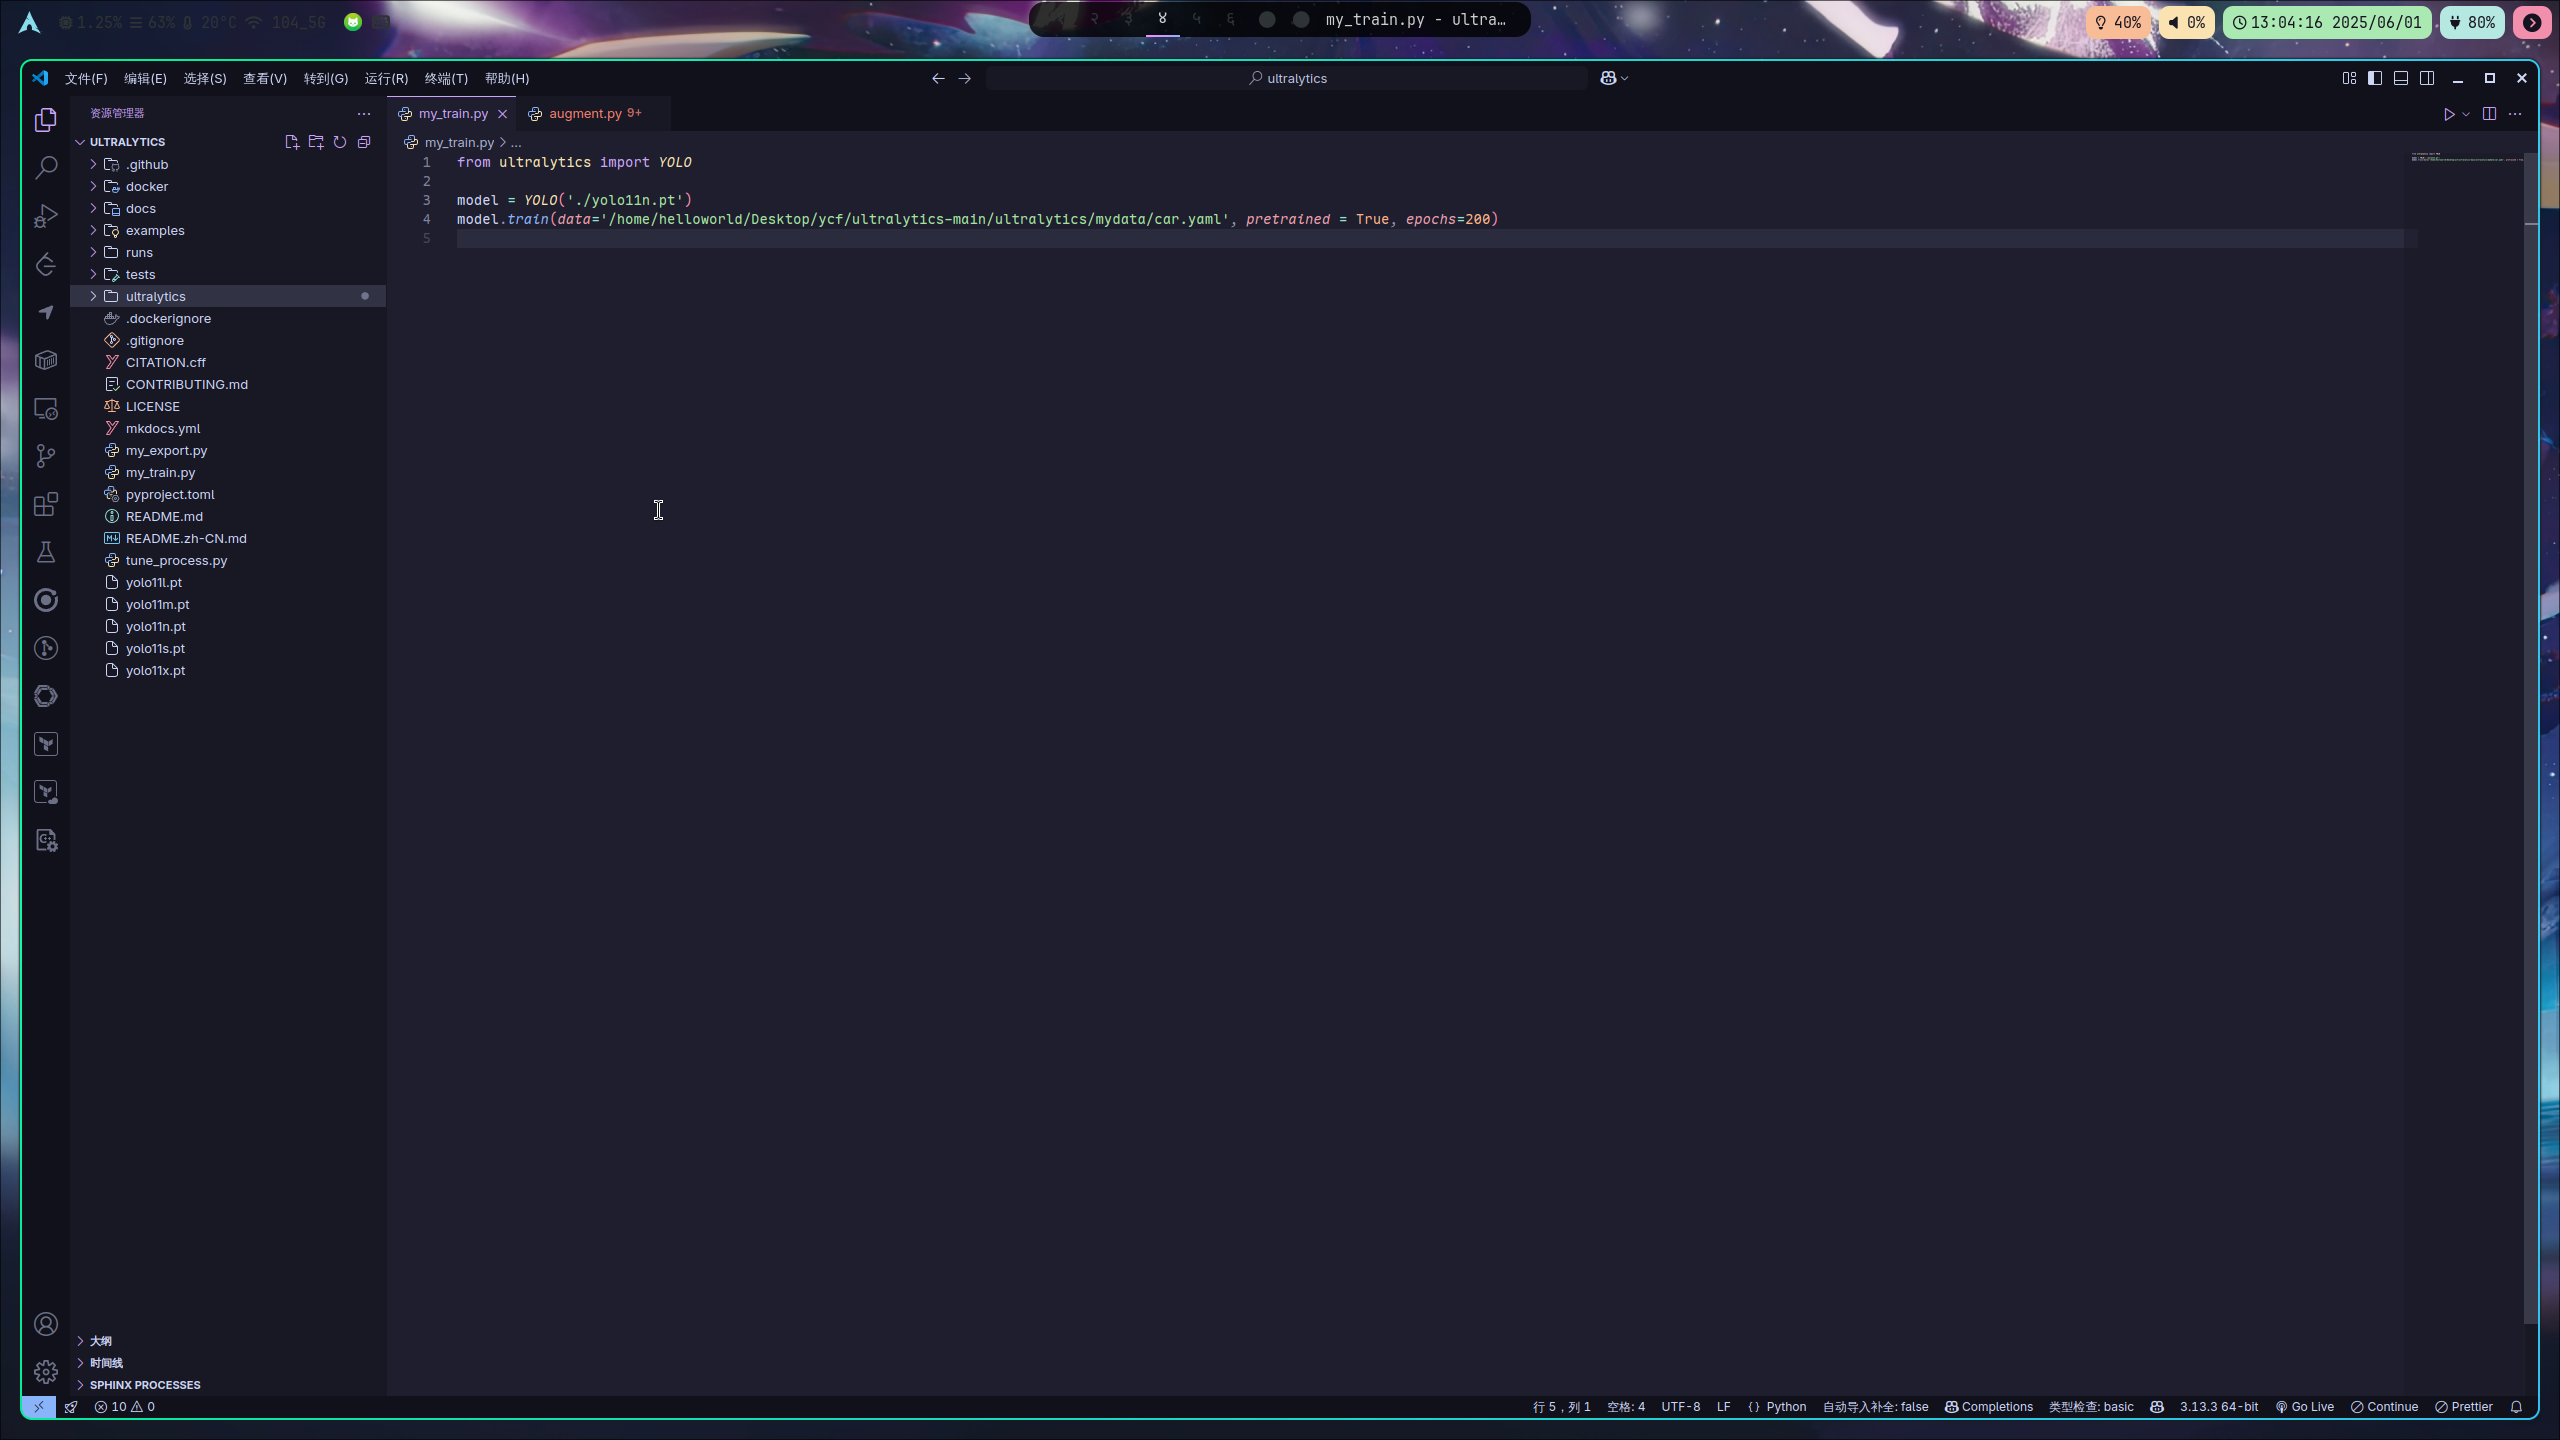 1.25% 63% 20°C 104_5G
२ ३ ४ ५ ६ my_train.py - ultra…
40% 0% 13:04:16 2025/06/01 80%
文件(F) 编辑(E) 选择(S) 查看(V) 转到(G) 运行(R) 终端(T) 帮助(H) ultralytics
资源管理器
ULTRALYTICS
.github
docker
docs
examples
runs
tests
ultralytics
.dockerignore
.gitignore
CITATION.cff
CONTRIBUTING.md
LICENSE
mkdocs.yml
my_export.py
my_train.py
pyproject.toml
README.md
README.zh-CN.md
tune_process.py
yolo11l.pt
yolo11m.pt
yolo11n.pt
yolo11s.pt
yolo11x.pt
大纲
时间线
SPHINX PROCESSES
my_train.py augment.py 9+
my_train.py > ...
1 from ultralytics import YOLO
2
3 model = YOLO('./yolo11n.pt')
4 model.train(data='/home/helloworld/Desktop/ycf/ultralytics-main/ultralytics/mydata/car.yaml', pretrained = True, epochs=200)
5
10 0 行 5，列 1 空格: 4 UTF-8 LF {} Python 自动导入补全: false Completions 类型检查: basic 3.13.3 64-bit Go Live Continue Prettier